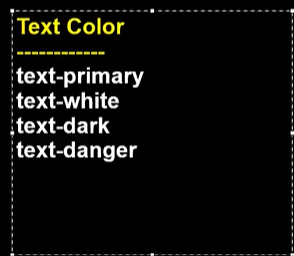 Text Color
------------
text-primary
text-white
text-dark
text-danger